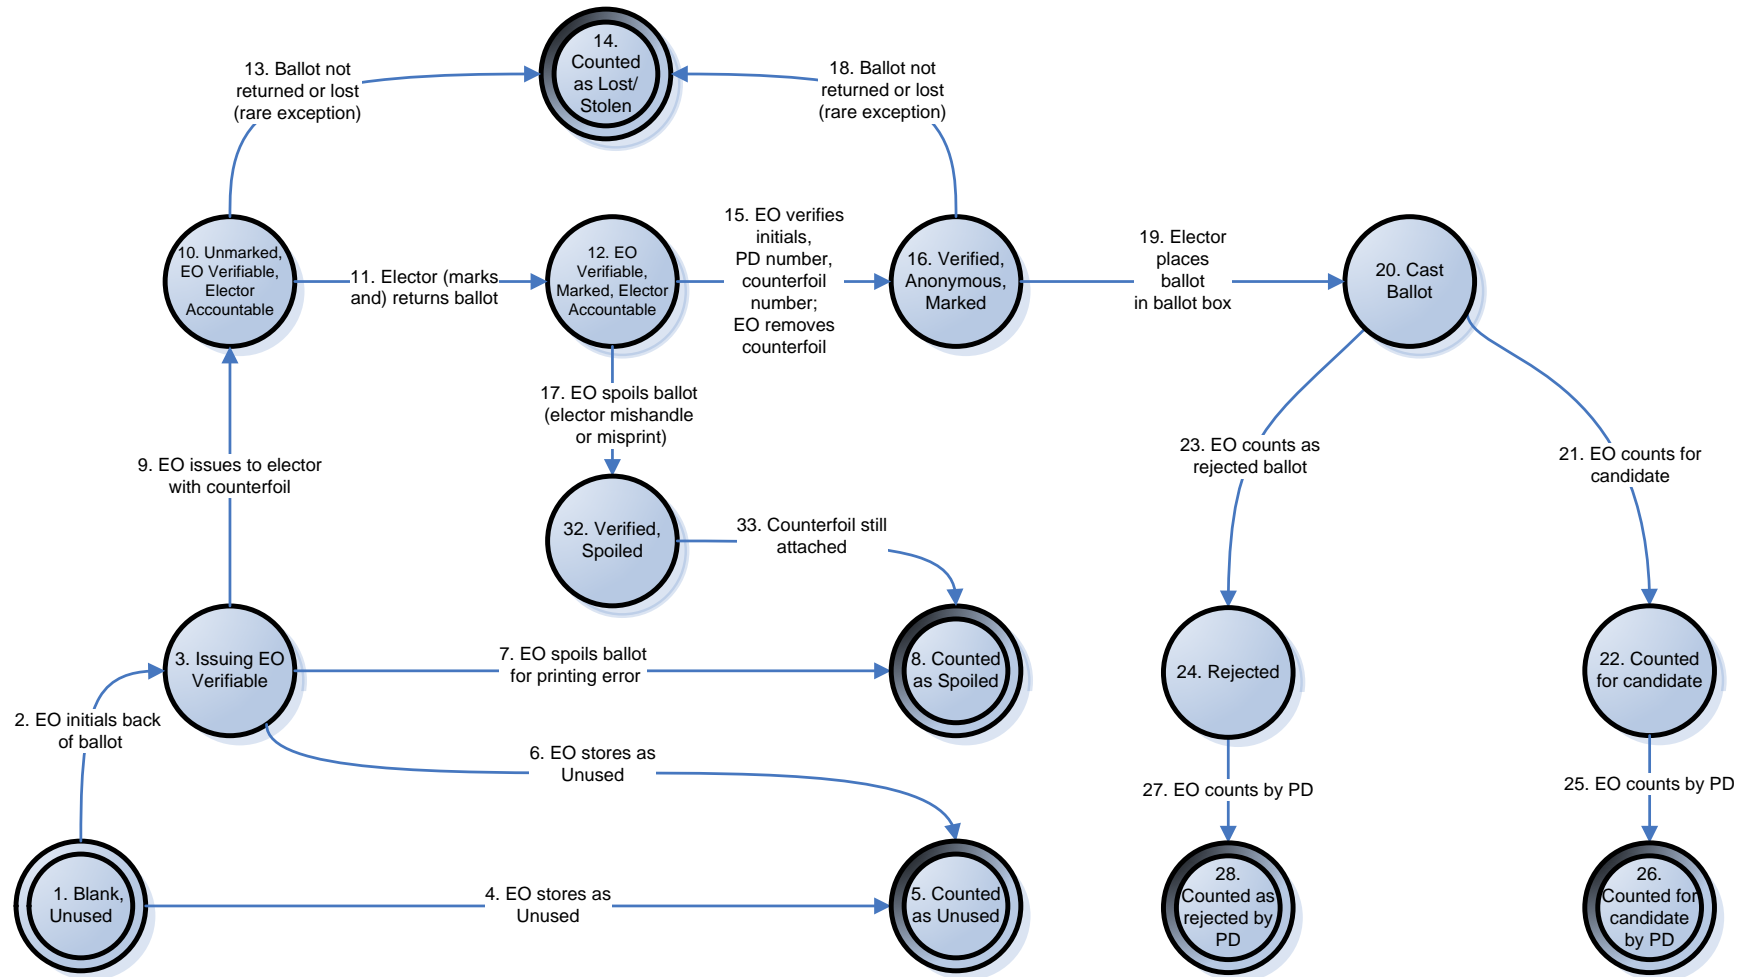 14.
Counted
as Lost/
Stolen
13. Ballot not
returned or lost
(rare exception)
18. Ballot not
returned or lost
(rare exception)
10. Unmarked,
EO Verifiable,
Elector
Accountable
11. Elector (marks
and) returns ballot
12. EO
Verifiable,
Marked, Elector
Accountable
15. EO verifies
initials,
PD number,
counterfoil
number;
EO removes
counterfoil
16. Verified,
Anonymous,
Marked
19. Elector
places
ballot
in ballot box
20. Cast
Ballot
17. EO spoils ballot
(elector mishandle
or misprint)
9. EO issues to elector
with counterfoil
23. EO counts as
rejected ballot
21. EO counts for
candidate
32. Verified,
Spoiled
33. Counterfoil still
attached
3. Issuing EO
Verifiable
7. EO spoils ballot
for printing error
8. Counted
as Spoiled
24. Rejected
22. Counted
for candidate
2. EO initials back
of ballot
6. EO stores as
Unused
27. EO counts by PD
25. EO counts by PD
1. Blank,
Unused
4. EO stores as
Unused
5. Counted
as Unused
28.
Counted as
rejected by
PD
26.
Counted for
candidate
by PD